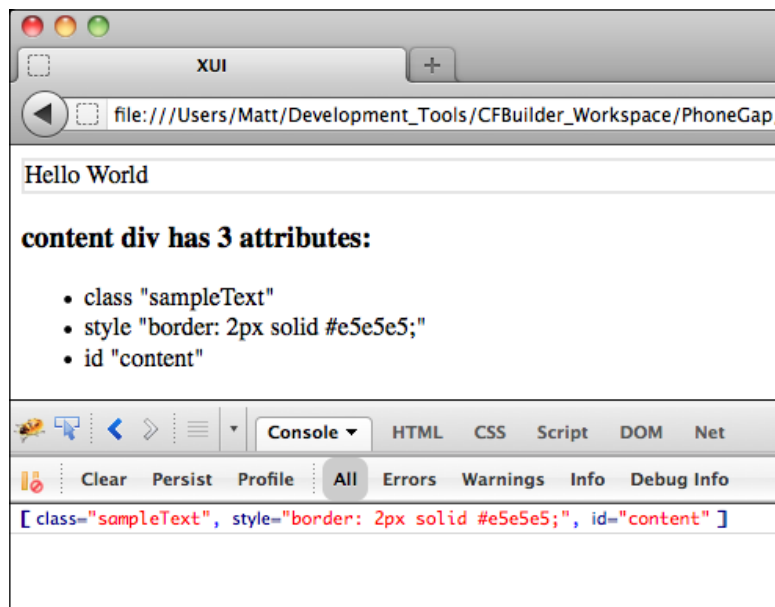 XUI
file:///Users/Matt/Development_Tools/CFBuilder_Workspace/PhoneGap
Hello World
content div has 3 attributes:
• class "sampleText"
• style "border: 2px solid #e5e5e5;"
• id "content"
Console HTML CSS Script DOM Net
Clear Persist Profile All Errors Warnings Info Debug Info
[ class="sampleText", style="border: 2px solid #e5e5e5;", id="content" ]